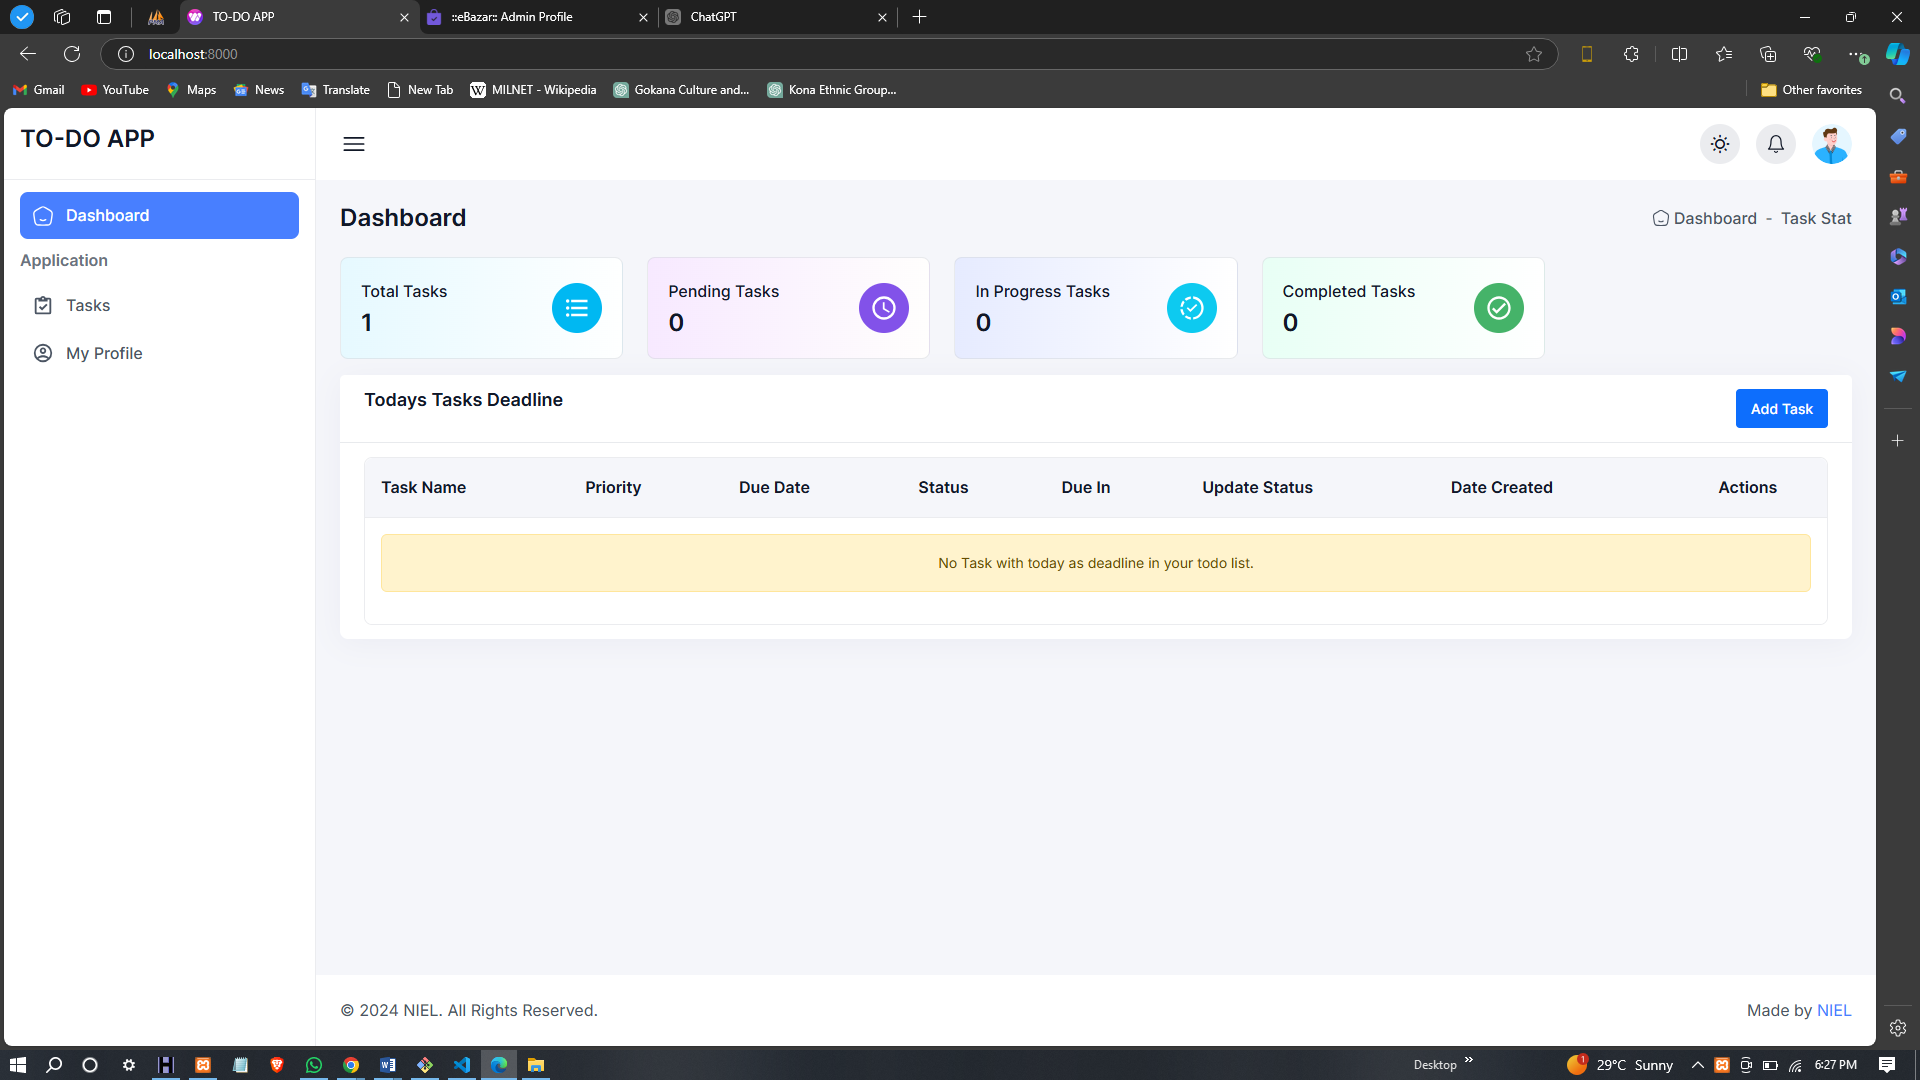 TO-DO APP
::eBazar:: Admin Profile
ChatGPT
localhost:8000
Gmail
YouTube
Maps
News
Translate
New Tab
MILNET - Wikipedia
Gokana Culture and...
Kona Ethnic Group...
Other favorites
TO-DO APP
Dashboard
Application
Tasks
My Profile
Dashboard
Dashboard - Task Stat
Total Tasks
1
Pending Tasks
0
In Progress Tasks
0
Completed Tasks
0
Todays Tasks Deadline
Add Task
Task Name Priority Due Date Status Due In Update Status Date Created Actions
No Task with today as deadline in your todo list.
© 2024 NIEL. All Rights Reserved.
Made by NIEL
Desktop
29°C Sunny
6:27 PM